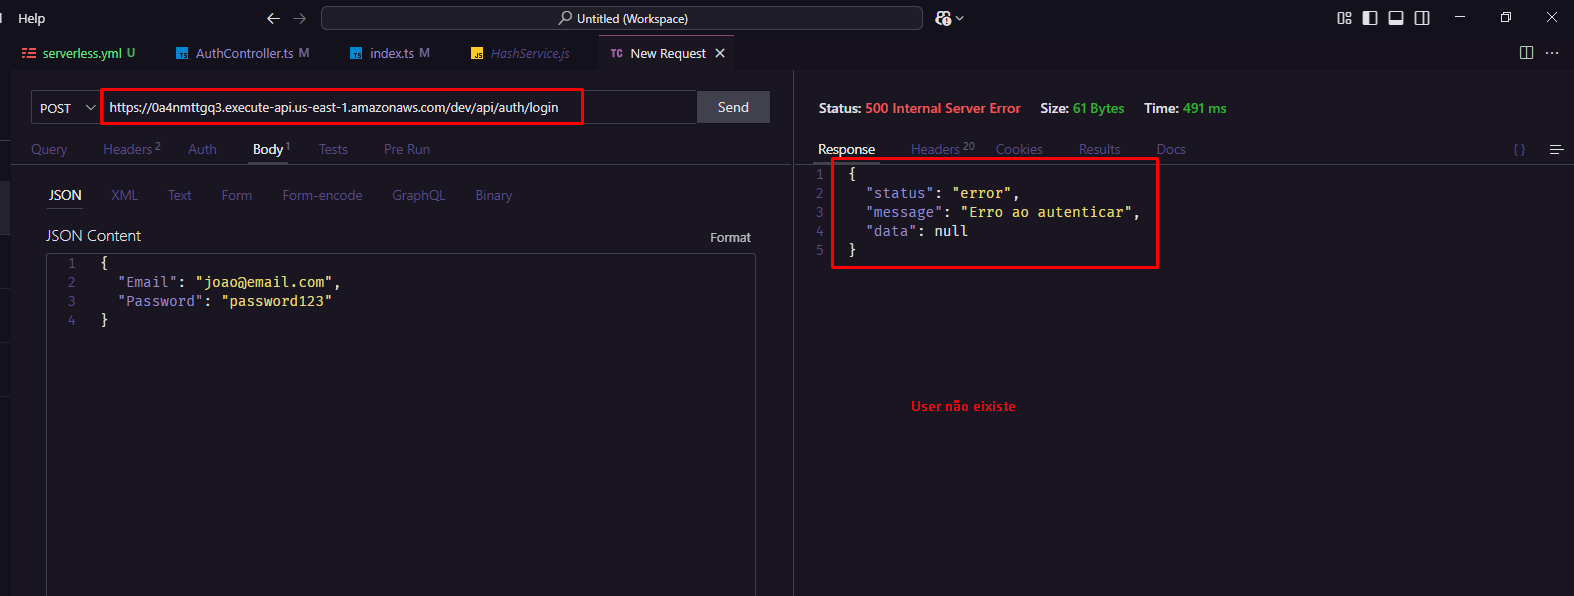 Help
Untitled (Workspace)
serverless.yml U
TS AuthController.ts M
TS index.ts M
JS HashService.js
TC New Request
POST
https://0a4nmttgq3.execute-api.us-east-1.amazonaws.com/dev/api/auth/login
Send
Query
Headers 2
Auth
Body 1
Tests
Pre Run
JSON
XML
Text
Form
Form-encode
GraphQL
Binary
JSON Content
Format
1 {
2 "Email": "joao@email.com",
3 "Password": "password123"
4 }
Status: 500 Internal Server Error Size: 61 Bytes Time: 491 ms
Response
Headers 20
Cookies
Results
Docs
{ }
1 {
2 "status": "error",
3 "message": "Erro ao autenticar",
4 "data": null
5 }
User não eixiste